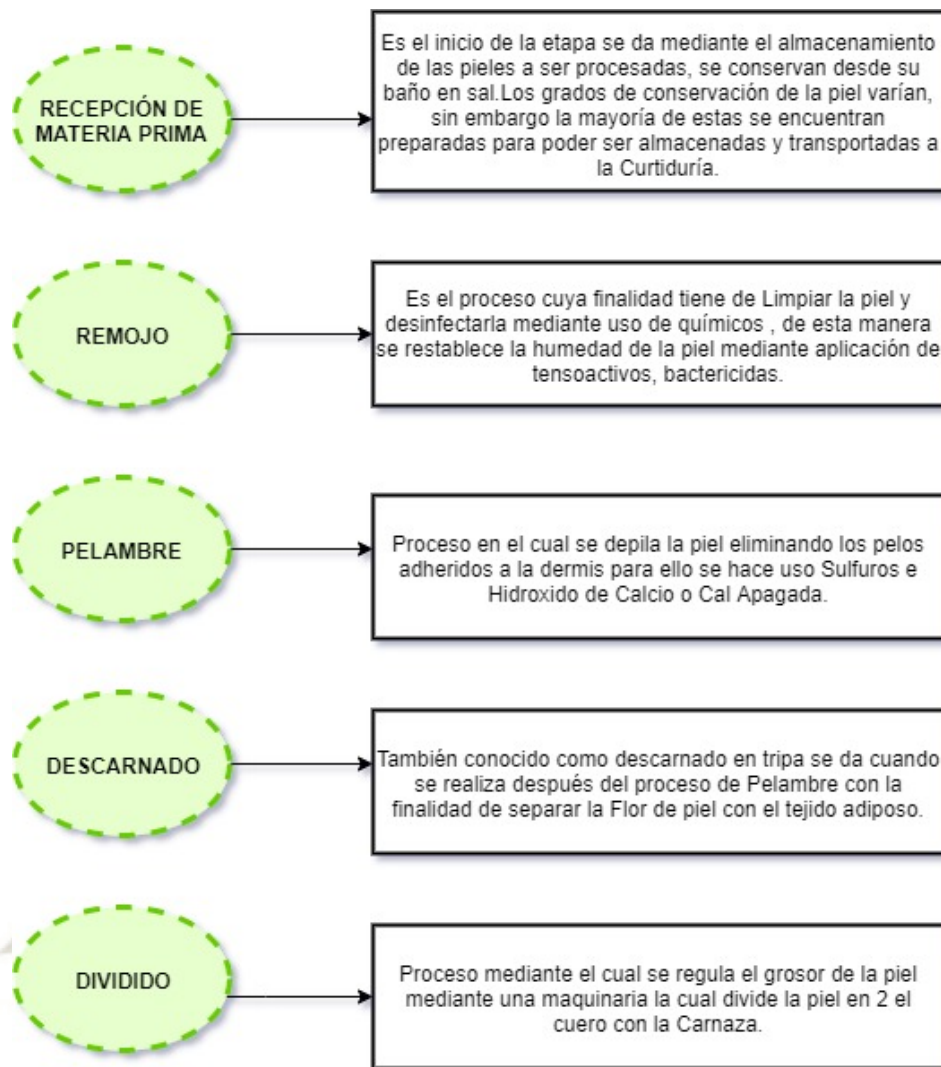 RECEPCIÓN DE
MATERIA PRIMA
Es el inicio de la etapa se da mediante el almacenamiento
de las pieles a ser procesadas, se conservan desde su
baño en sal.Los grados de conservación de la piel varían,
sin embargo la mayoría de estas se encuentran
preparadas para poder ser almacenadas y transportadas a
la Curtiduría.
REMOJO
Es el proceso cuya finalidad tiene de Limpiar la piel y
desinfectarla mediante uso de químicos , de esta manera
se restablece la humedad de la piel mediante aplicación de
tensoactivos, bactericidas.
PELAMBRE
Proceso en el cual se depila la piel eliminando los pelos
adheridos a la dermis para ello se hace uso Sulfuros e
Hidroxido de Calcio o Cal Apagada.
DESCARNADO
También conocido como descarnado en tripa se da cuando
se realiza después del proceso de Pelambre con la
finalidad de separar la Flor de piel con el tejido adiposo.
DIVIDIDO
Proceso mediante el cual se regula el grosor de la piel
mediante una maquinaria la cual divide la piel en 2 el
cuero con la Carnaza.